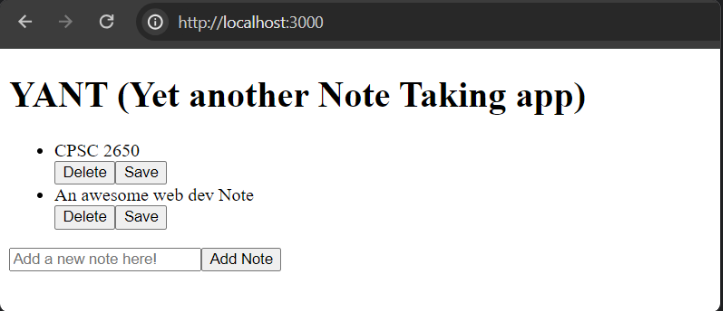 http://localhost:3000
YANT (Yet another Note Taking app)
CPSC 2650
Delete Save
An awesome web dev Note
Delete Save
Add a new note here! Add Note